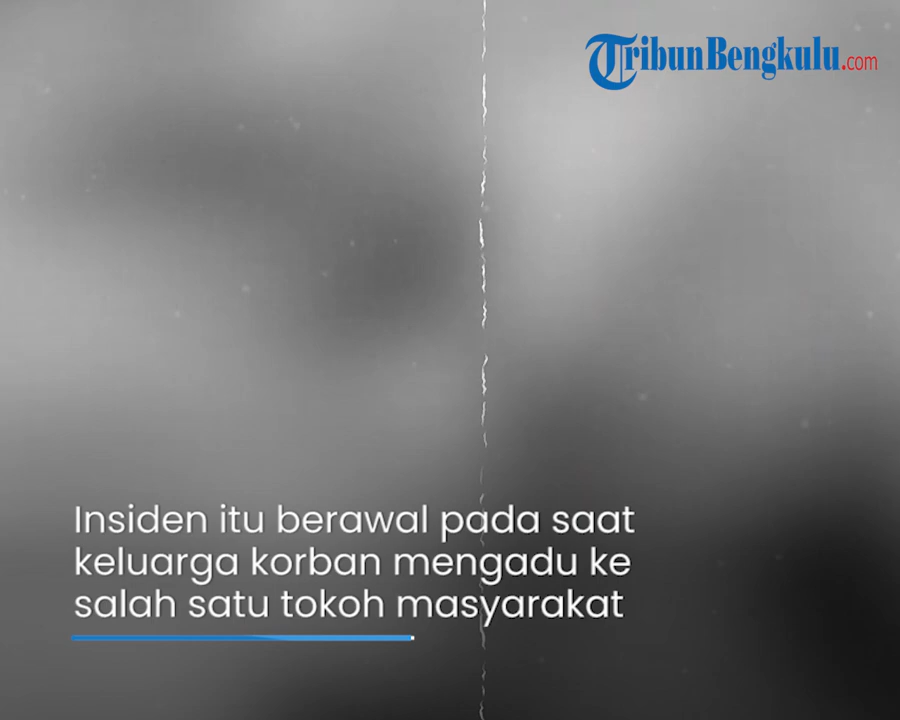 TribunBengkulu.com
Insiden itu berawal pada saat
keluarga korban mengadu ke
salah satu tokoh masyarakat